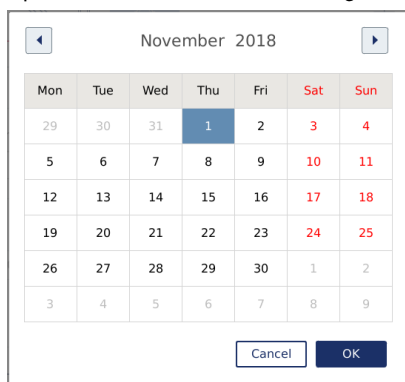 November 2018
Mon Tue Wed Thu Fri Sat Sun
29 30 31 1 2 3 4
5 6 7 8 9 10 11
12 13 14 15 16 17 18
19 20 21 22 23 24 25
26 27 28 29 30 1 2
3 4 5 6 7 8 9
Cancel OK